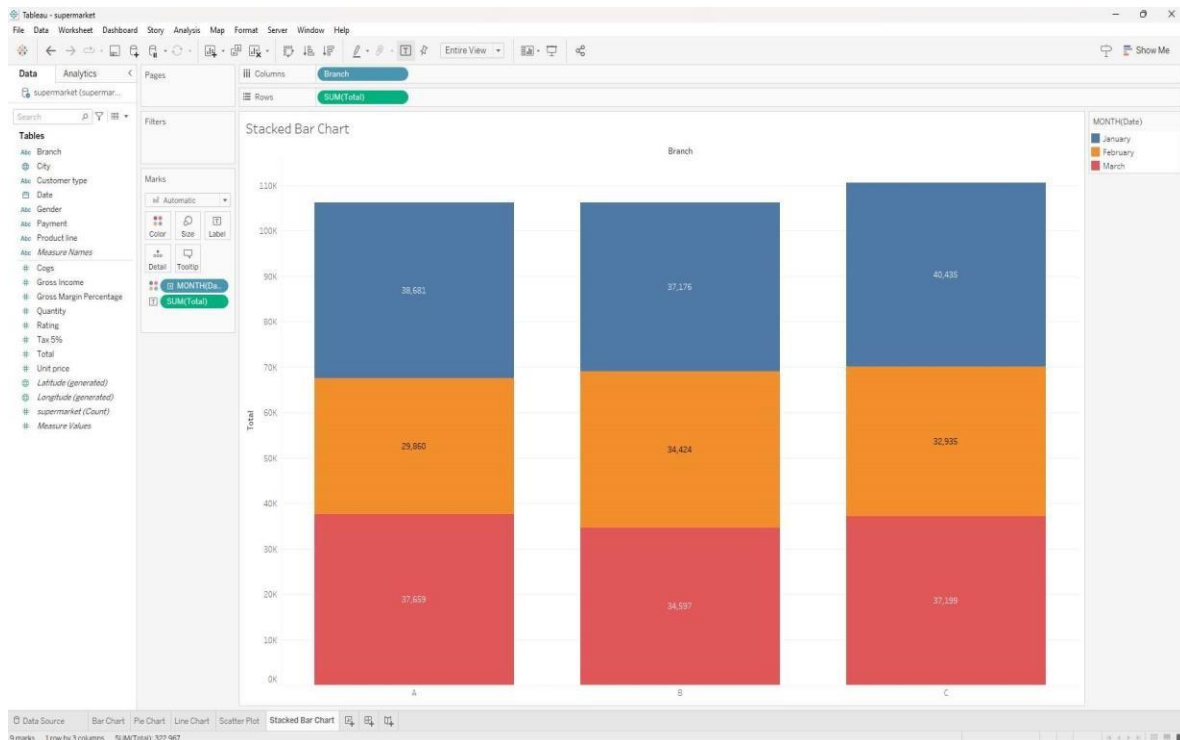 Tableau - supermarket
File Data Worksheet Dashboard Story Analysis Map Format Server Window Help
Entire View
Show Me
Data Analytics
supermarket (supermar...
Search
Tables
Abc Branch
City
Abc Customer type
Date
Abc Gender
Abc Payment
Abc Product line
Abc Measure Names
# Cogs
# Gross Income
# Gross Margin Percentage
# Quantity
# Rating
# Tax 5%
# Total
# Unit price
Latitude (generated)
Longitude (generated)
# supermarket (Count)
# Measure Values
Pages
Filters
Marks
Automatic
Color Size Label
Detail Tooltip
MONTH(Da..
SUM(Total)
Columns Branch
Rows SUM(Total)
Stacked Bar Chart
Branch
110K
100K
90K
80K
70K
60K
50K
40K
30K
20K
10K
0K
Total
38,681 37,176 40,435
29,860 34,424 32,935
37,659 34,597 37,199
A B C
MONTH(Date)
January
February
March
Data Source Bar Chart Pie Chart Line Chart Scatter Plot Stacked Bar Chart
9 marks 1 row by 3 columns SUM(Total): 322,967